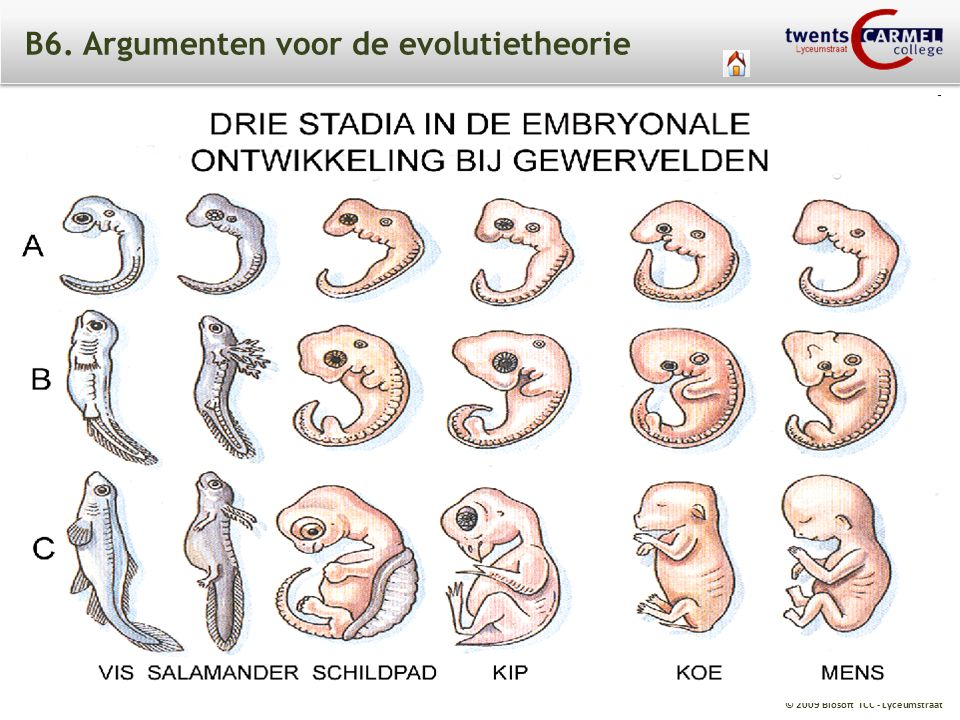 B6. Argumenten voor de evolutietheorie
twents CARMEL
Lyceumstraat college
DRIE STADIA IN DE EMBRYONALE
ONTWIKKELING BIJ GEWERVELDEN
A
B
C
VIS SALAMANDER SCHILDPAD KIP KOE MENS
© 2009 Biosoft TCC - Lyceumstraat